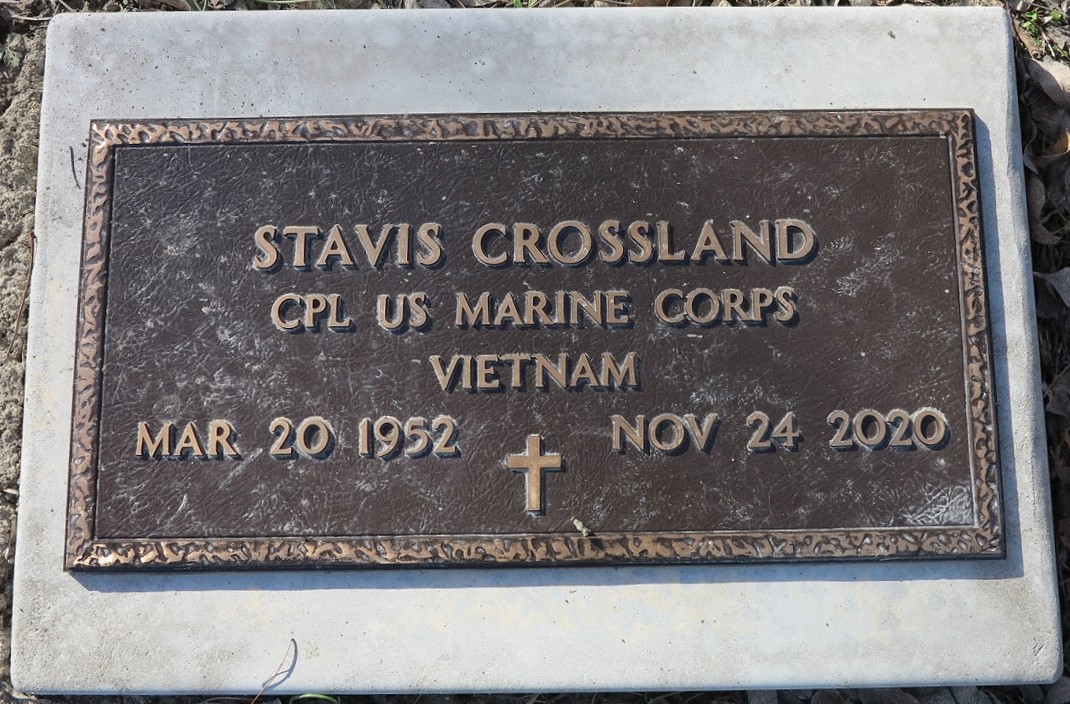 STAVIS CROSSLAND
CPL US MARINE CORPS
VIETNAM
MAR 20 1952 NOV 24 2020